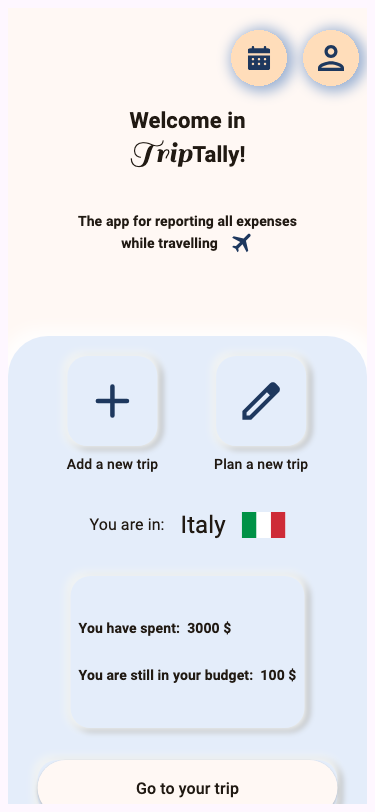 Welcome in
TripTally!
The app for reporting all expenses
while travelling
Add a new trip
Plan a new trip
You are in: Italy
You have spent: 3000 $
You are still in your budget: 100 $
Go to your trip